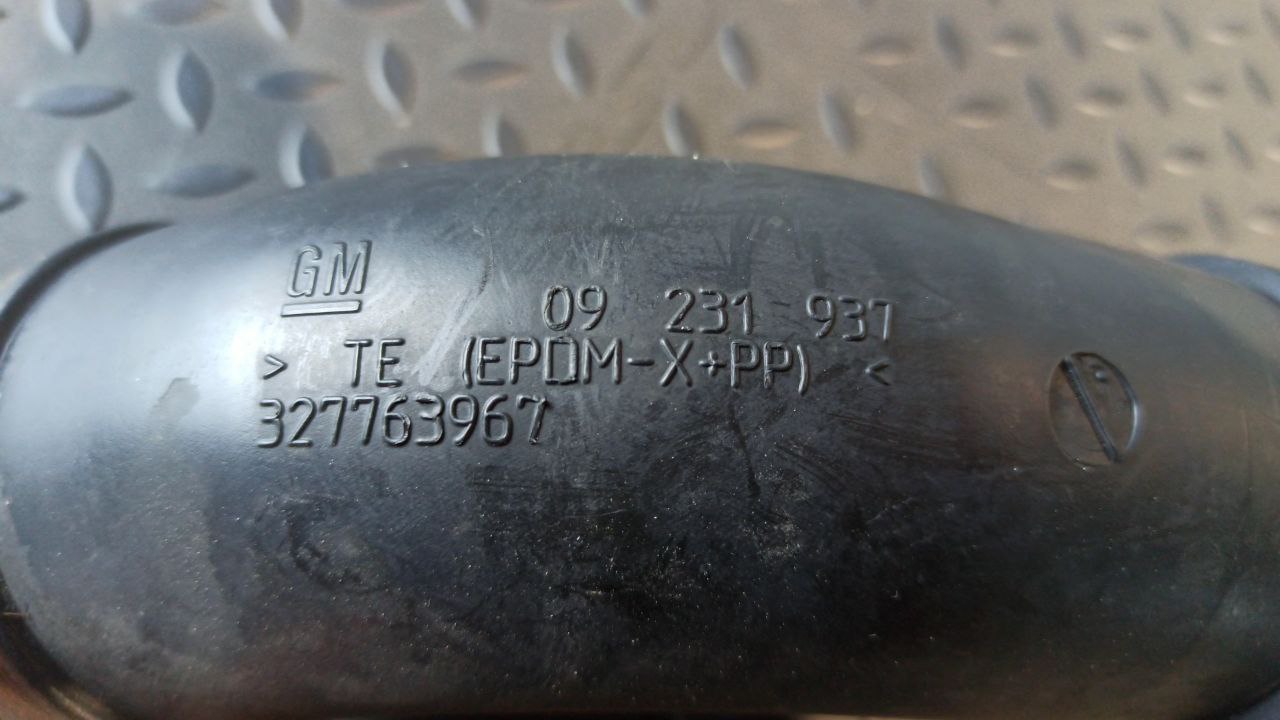 GM
09 231 937
> TE (EPDM-X+PP) <
327763967